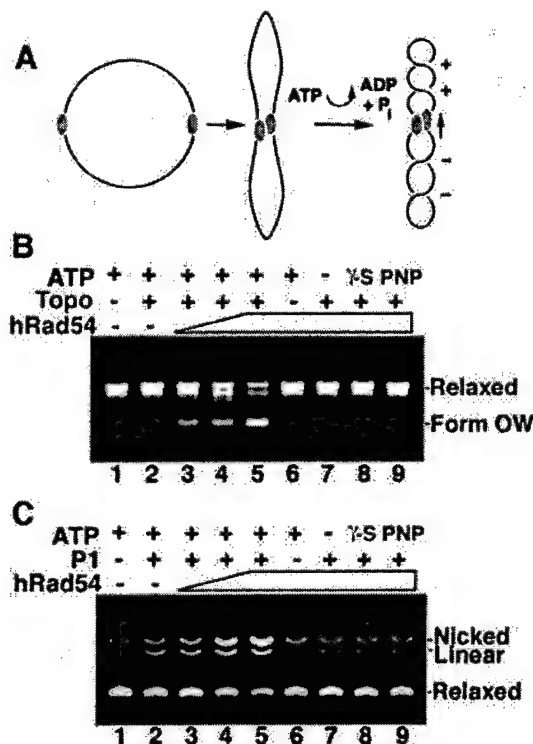 A
ATP ADP
+ Pi
+
+
-
-
B
ATP + + + + + + - γ-S PNP
Topo - + + + + - + + +
hRad54 - -
Relaxed
Form OW
1 2 3 4 5 6 7 8 9
C
ATP + + + + + + - γ-S PNP
P1 - + + + + - + + +
hRad54 - -
Nicked
Linear
Relaxed
1 2 3 4 5 6 7 8 9